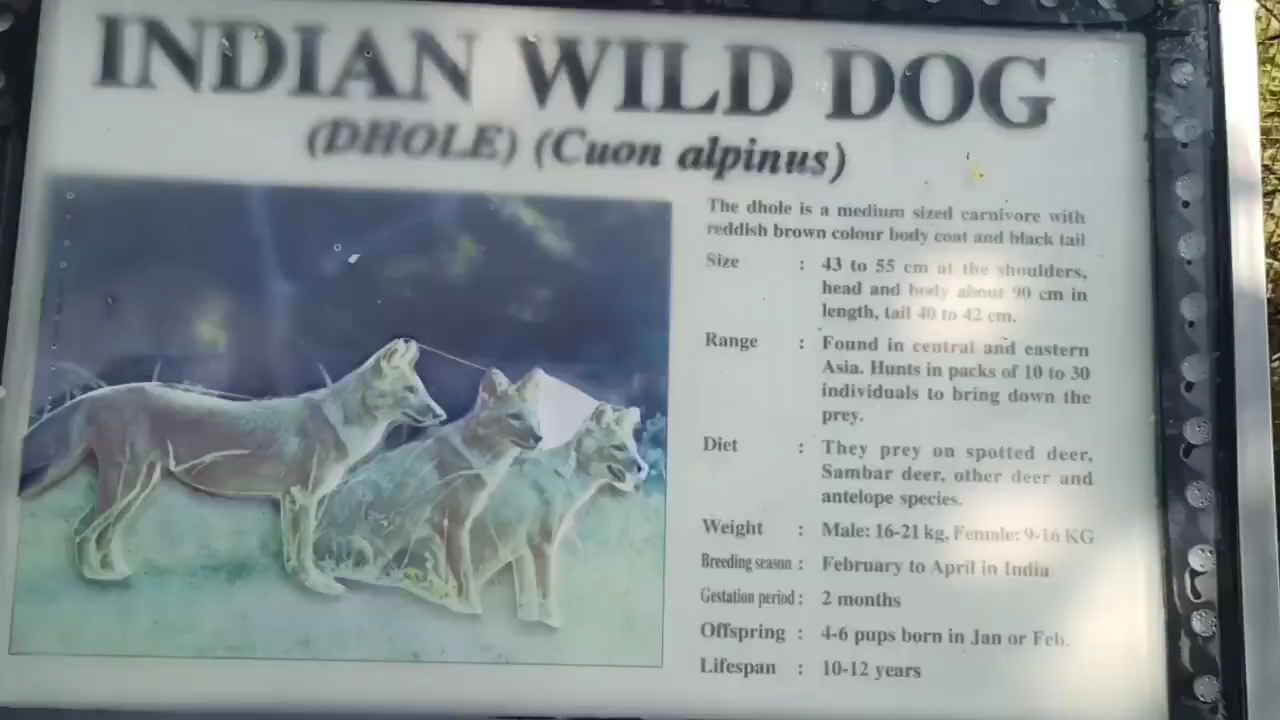 INDIAN WILD DOG
(DHOLE) (Cuon alpinus)
The dhole is a medium sized carnivore with
reddish brown colour body coat and black tail
Size : 43 to 55 cm at the shoulders,
head and body about 90 cm in
length, tail 40 to 42 cm.
Range : Found in central and eastern
Asia. Hunts in packs of 10 to 30
individuals to bring down the
prey.
Diet : They prey on spotted deer,
Sambar deer, other deer and
antelope species.
Weight : Male: 16-21 kg, Female: 9-16 KG
Breeding season : February to April in India
Gestation period : 2 months
Offspring : 4-6 pups born in Jan or Feb.
Lifespan : 10-12 years